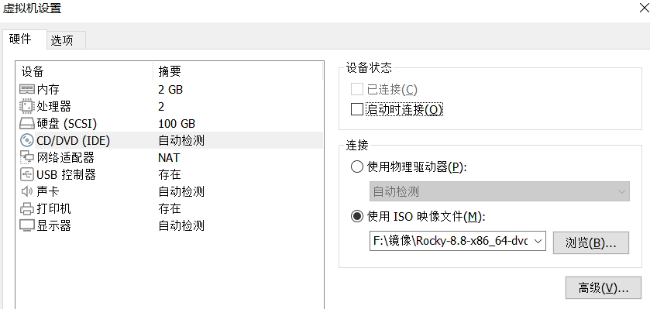 虚拟机设置
硬件 选项
设备 摘要
内存 2 GB
处理器 2
硬盘 (SCSI) 100 GB
CD/DVD (IDE) 自动检测
网络适配器 NAT
USB 控制器 存在
声卡 自动检测
打印机 存在
显示器 自动检测
设备状态
已连接(C)
启动时连接(O)
连接
使用物理驱动器(P):
自动检测
使用 ISO 映像文件(M):
F:\镜像\Rocky-8.8-x86_64-dvd
浏览(B)...
高级(V)...